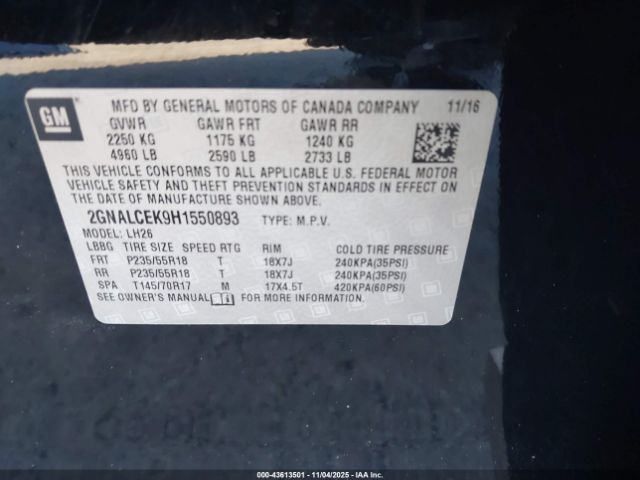 GM
MFD BY GENERAL MOTORS OF CANADA COMPANY 11/16
GVWR GAWR FRT GAWR RR
2250 KG 1175 KG 1240 KG
4960 LB 2590 LB 2733 LB
THIS VEHICLE CONFORMS TO ALL APPLICABLE U.S. FEDERAL MOTOR
VEHICLE SAFETY AND THEFT PREVENTION STANDARDS IN EFFECT ON
THE DATE OF MANUFACTURE SHOWN ABOVE.
2GNALCEK9H1550893 TYPE: M.P.V.
MODEL: LH26
LBBG TIRE SIZE SPEED RTG RIM COLD TIRE PRESSURE
FRT P235/55R18 T 18X7J 240KPA(35PSI)
RR P235/55R18 T 18X7J 240KPA(35PSI)
SPA T145/70R17 M 17X4.5T 420KPA(60PSI)
SEE OWNER'S MANUAL FOR MORE INFORMATION.
000-43613501 - 11/04/2025 - IAA Inc.